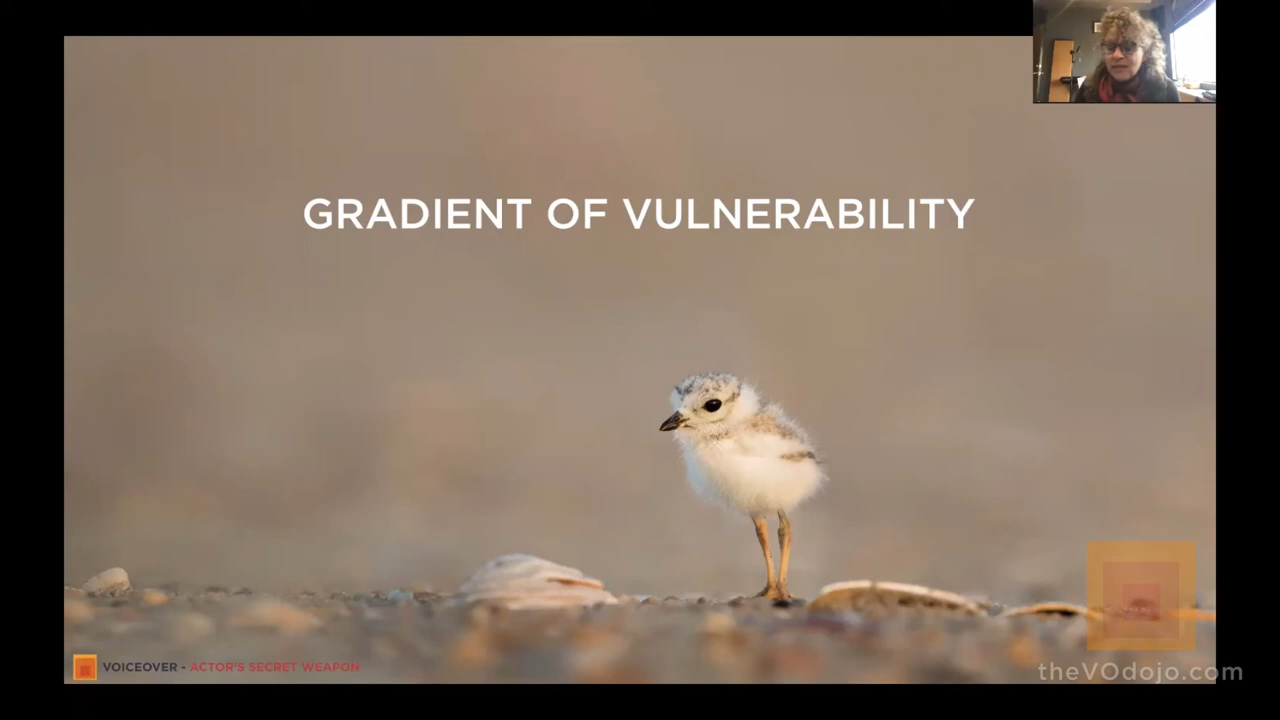 GRADIENT OF VULNERABILITY
VOICEOVER - ACTOR'S SECRET WEAPON
theVOdojo.com